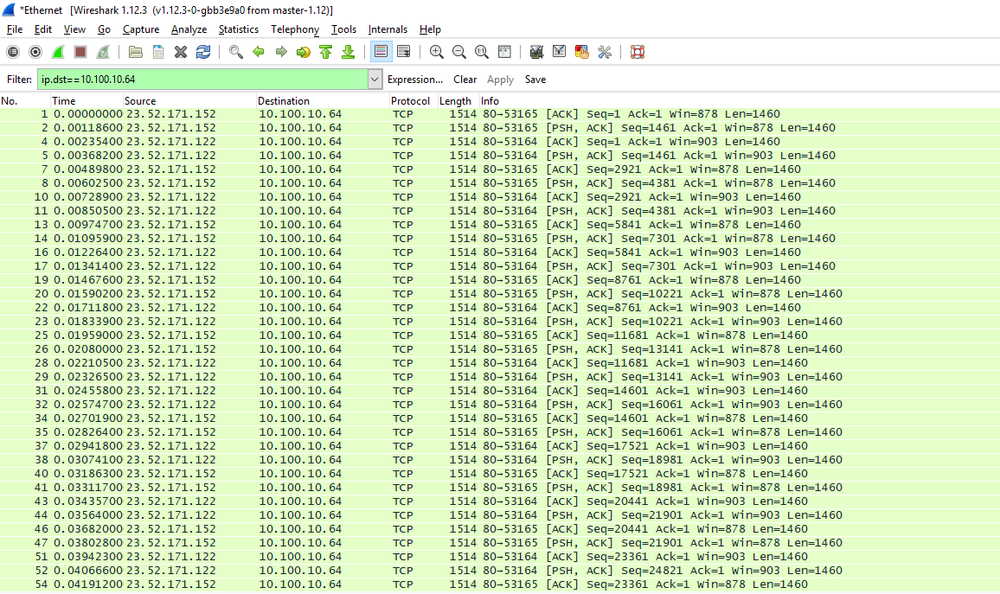 *Ethernet [Wireshark 1.12.3 (v1.12.3-0-gbb3e9a0 from master-1.12)]
File Edit View Go Capture Analyze Statistics Telephony Tools Internals Help
Filter: ip.dst==10.100.10.64 Expression... Clear Apply Save
No. Time Source Destination Protocol Length Info
1 0.00000000 23.52.171.152 10.100.10.64 TCP 1514 80→53165 [ACK] Seq=1 Ack=1 Win=878 Len=1460
2 0.00118600 23.52.171.152 10.100.10.64 TCP 1514 80→53165 [PSH, ACK] Seq=1461 Ack=1 Win=878 Len=1460
4 0.00235400 23.52.171.122 10.100.10.64 TCP 1514 80→53164 [ACK] Seq=1 Ack=1 Win=903 Len=1460
5 0.00368200 23.52.171.122 10.100.10.64 TCP 1514 80→53164 [PSH, ACK] Seq=1461 Ack=1 Win=903 Len=1460
7 0.00489800 23.52.171.152 10.100.10.64 TCP 1514 80→53165 [ACK] Seq=2921 Ack=1 Win=878 Len=1460
8 0.00602500 23.52.171.152 10.100.10.64 TCP 1514 80→53165 [PSH, ACK] Seq=4381 Ack=1 Win=878 Len=1460
10 0.00728900 23.52.171.122 10.100.10.64 TCP 1514 80→53164 [ACK] Seq=2921 Ack=1 Win=903 Len=1460
11 0.00850500 23.52.171.122 10.100.10.64 TCP 1514 80→53164 [PSH, ACK] Seq=4381 Ack=1 Win=903 Len=1460
13 0.00974700 23.52.171.152 10.100.10.64 TCP 1514 80→53165 [ACK] Seq=5841 Ack=1 Win=878 Len=1460
14 0.01095900 23.52.171.152 10.100.10.64 TCP 1514 80→53165 [PSH, ACK] Seq=7301 Ack=1 Win=878 Len=1460
16 0.01226400 23.52.171.122 10.100.10.64 TCP 1514 80→53164 [ACK] Seq=5841 Ack=1 Win=903 Len=1460
17 0.01341400 23.52.171.122 10.100.10.64 TCP 1514 80→53164 [PSH, ACK] Seq=7301 Ack=1 Win=903 Len=1460
19 0.01467600 23.52.171.152 10.100.10.64 TCP 1514 80→53165 [ACK] Seq=8761 Ack=1 Win=878 Len=1460
20 0.01590200 23.52.171.152 10.100.10.64 TCP 1514 80→53165 [PSH, ACK] Seq=10221 Ack=1 Win=878 Len=1460
22 0.01711800 23.52.171.122 10.100.10.64 TCP 1514 80→53164 [ACK] Seq=8761 Ack=1 Win=903 Len=1460
23 0.01833900 23.52.171.122 10.100.10.64 TCP 1514 80→53164 [PSH, ACK] Seq=10221 Ack=1 Win=903 Len=1460
25 0.01959000 23.52.171.152 10.100.10.64 TCP 1514 80→53165 [ACK] Seq=11681 Ack=1 Win=878 Len=1460
26 0.02080000 23.52.171.152 10.100.10.64 TCP 1514 80→53165 [PSH, ACK] Seq=13141 Ack=1 Win=878 Len=1460
28 0.02210500 23.52.171.122 10.100.10.64 TCP 1514 80→53164 [ACK] Seq=11681 Ack=1 Win=903 Len=1460
29 0.02326500 23.52.171.122 10.100.10.64 TCP 1514 80→53164 [PSH, ACK] Seq=13141 Ack=1 Win=903 Len=1460
31 0.02455800 23.52.171.122 10.100.10.64 TCP 1514 80→53164 [ACK] Seq=14601 Ack=1 Win=903 Len=1460
32 0.02574700 23.52.171.122 10.100.10.64 TCP 1514 80→53164 [PSH, ACK] Seq=16061 Ack=1 Win=903 Len=1460
34 0.02701900 23.52.171.152 10.100.10.64 TCP 1514 80→53165 [ACK] Seq=14601 Ack=1 Win=878 Len=1460
35 0.02826400 23.52.171.152 10.100.10.64 TCP 1514 80→53165 [PSH, ACK] Seq=16061 Ack=1 Win=878 Len=1460
37 0.02941800 23.52.171.122 10.100.10.64 TCP 1514 80→53164 [ACK] Seq=17521 Ack=1 Win=903 Len=1460
38 0.03074100 23.52.171.122 10.100.10.64 TCP 1514 80→53164 [PSH, ACK] Seq=18981 Ack=1 Win=903 Len=1460
40 0.03186300 23.52.171.152 10.100.10.64 TCP 1514 80→53165 [ACK] Seq=17521 Ack=1 Win=878 Len=1460
41 0.03311700 23.52.171.152 10.100.10.64 TCP 1514 80→53165 [PSH, ACK] Seq=18981 Ack=1 Win=878 Len=1460
43 0.03435700 23.52.171.122 10.100.10.64 TCP 1514 80→53164 [ACK] Seq=20441 Ack=1 Win=903 Len=1460
44 0.03564000 23.52.171.122 10.100.10.64 TCP 1514 80→53164 [PSH, ACK] Seq=21901 Ack=1 Win=903 Len=1460
46 0.03682000 23.52.171.152 10.100.10.64 TCP 1514 80→53165 [ACK] Seq=20441 Ack=1 Win=878 Len=1460
47 0.03802800 23.52.171.152 10.100.10.64 TCP 1514 80→53165 [PSH, ACK] Seq=21901 Ack=1 Win=878 Len=1460
51 0.03942300 23.52.171.122 10.100.10.64 TCP 1514 80→53164 [ACK] Seq=23361 Ack=1 Win=903 Len=1460
52 0.04066600 23.52.171.122 10.100.10.64 TCP 1514 80→53164 [PSH, ACK] Seq=24821 Ack=1 Win=903 Len=1460
54 0.04191200 23.52.171.152 10.100.10.64 TCP 1514 80→53165 [ACK] Seq=23361 Ack=1 Win=878 Len=1460